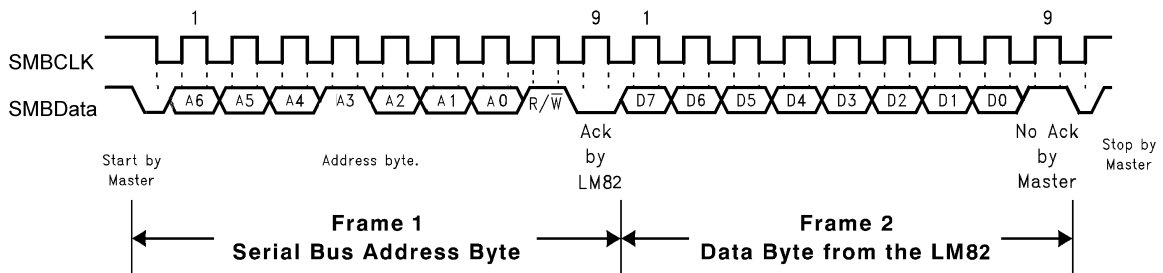 1 9 1 9
SMBCLK
SMBData A6 A5 A4 A3 A2 A1 A0 R/W̅ D7 D6 D5 D4 D3 D2 D1 D0
Start by
Master
Address byte.
Ack
by
LM82
No Ack
by
Master
Stop by
Master
Frame 1
Serial Bus Address Byte
Frame 2
Data Byte from the LM82